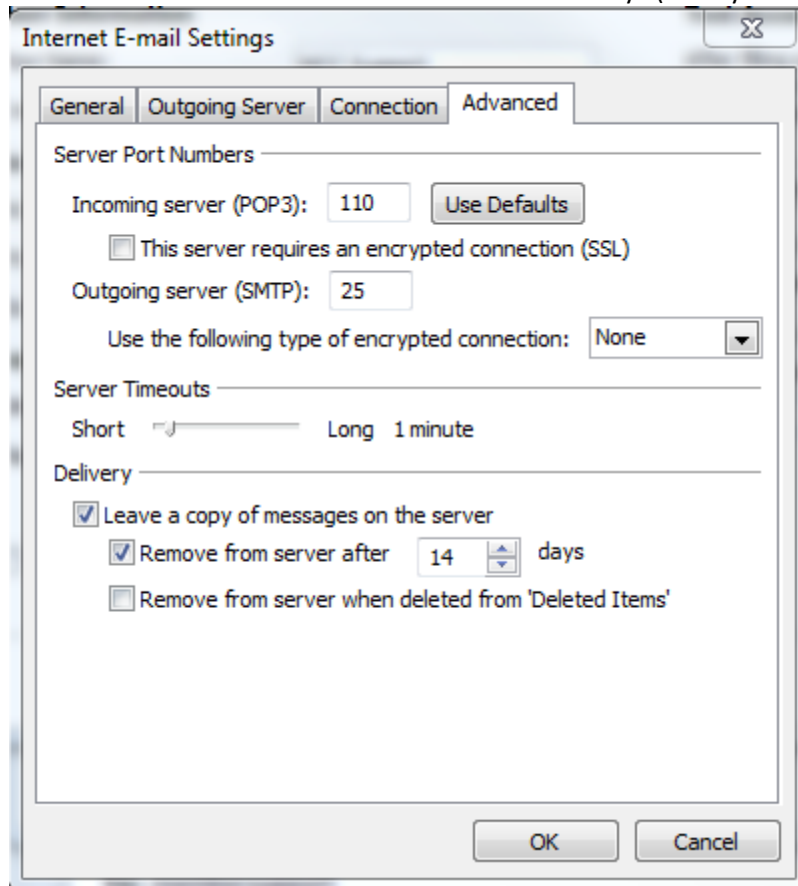 Internet E-mail Settings
General Outgoing Server Connection Advanced
Server Port Numbers
Incoming server (POP3): 110 Use Defaults
This server requires an encrypted connection (SSL)
Outgoing server (SMTP): 25
Use the following type of encrypted connection: None
Server Timeouts
Short Long 1 minute
Delivery
Leave a copy of messages on the server
Remove from server after 14 days
Remove from server when deleted from 'Deleted Items'
OK Cancel